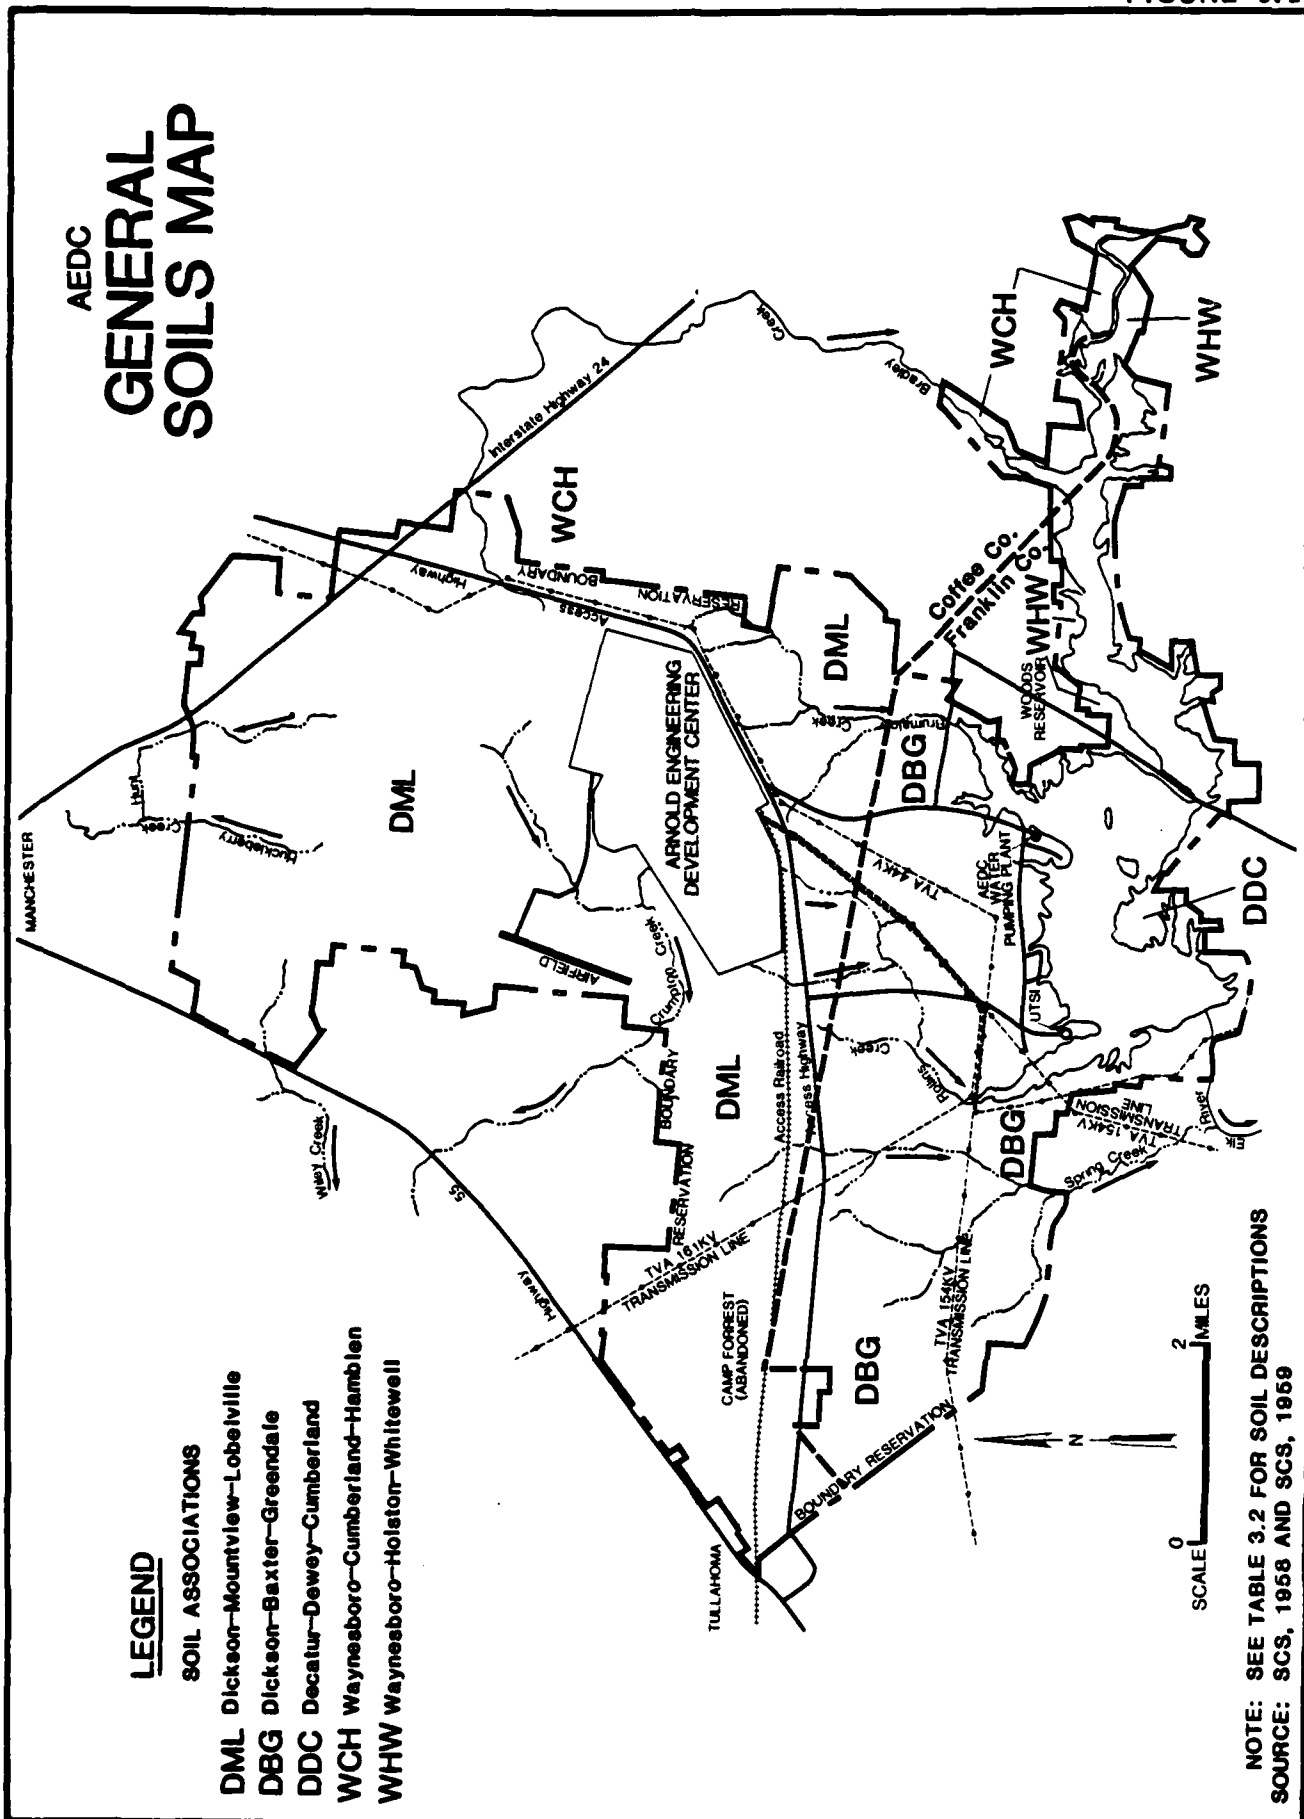 AEDC
GENERAL
SOILS MAP
LEGEND
SOIL ASSOCIATIONS
DML Dickson-Mountview-Lobelville
DBG Dickson-Baxter-Greendale
DDC Decatur-Dewey-Cumberland
WCH Waynesboro-Cumberland-Hamblen
WHW Waynesboro-Holston-Whitewell
MANCHESTER
Hunt
Creek
Huckleberry
Wiley Creek
Highway
55
DML
Interstate Highway 24
Highway
Access
WCH
BOUNDARY
RESERVATION
ARNOLD ENGINEERING
DEVELOPMENT CENTER
AIRFIELD
Crumpton Creek
BOUNDARY
RESERVATION
DML
DML
TVA 161KV
TRANSMISSION LINE
Access Railroad
Access Highway
CAMP FORREST
(ABANDONED)
TULLAHOMA
BOUNDARY RESERVATION
DBG
TVA 154KV
TRANSMISSION LINE
Creek
Rollins
DBG
Spring Creek
TVA 154KV
TRANSMISSION
LINE
Elk
River
TVA 44KV
AEDC
WATER
PUMPING PLANT
UTSI
Creek
Brumalow
DBG
Coffee Co.
Franklin Co.
WHW
WOODS
RESERVOIR
DDC
Bradley
Creek
WCH
WHW
N
SCALE
0
2
MILES
NOTE: SEE TABLE 3.2 FOR SOIL DESCRIPTIONS
SOURCE: SCS, 1958 AND SCS, 1959